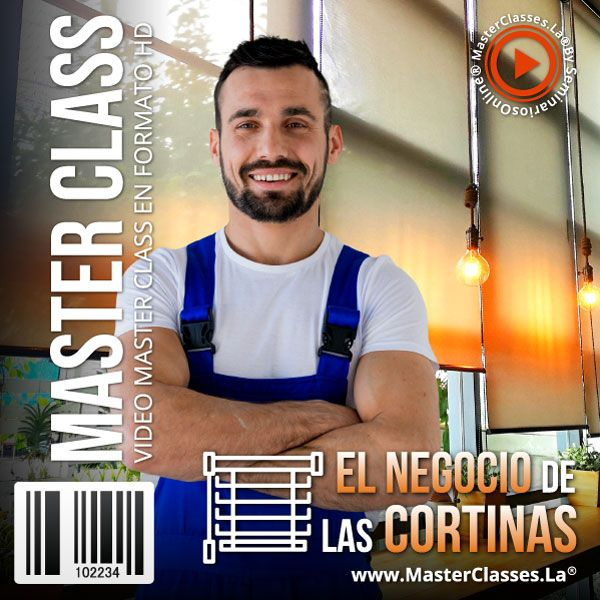 MASTER CLASS
VIDEO MASTER CLASS EN FORMATO HD
MasterClasses.La® By SeminariosOnline®
EL NEGOCIO DE
LAS CORTINAS
www.MasterClasses.La®
102234